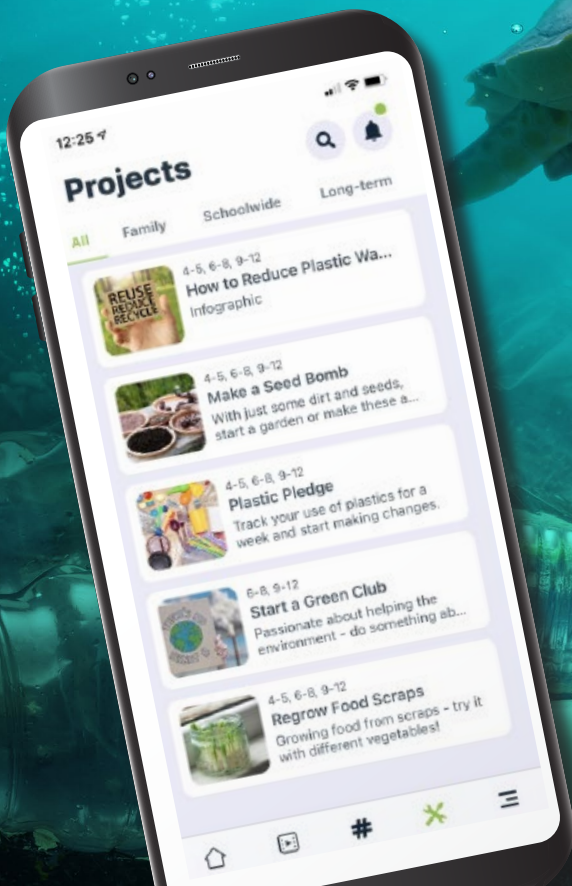 12:25
Projects
All Family Schoolwide Long-term
REUSE
REDUCE
RECYCLE
4-5, 6-8, 9-12
How to Reduce Plastic Wa...
Infographic
4-5, 6-8, 9-12
Make a Seed Bomb
With just some dirt and seeds,
start a garden or make these a...
4-5, 6-8, 9-12
Plastic Pledge
Track your use of plastics for a
week and start making changes.
6-8, 9-12
Start a Green Club
Passionate about helping the
environment - do something ab...
4-5, 6-8, 9-12
Regrow Food Scraps
Growing food from scraps - try it
with different vegetables!